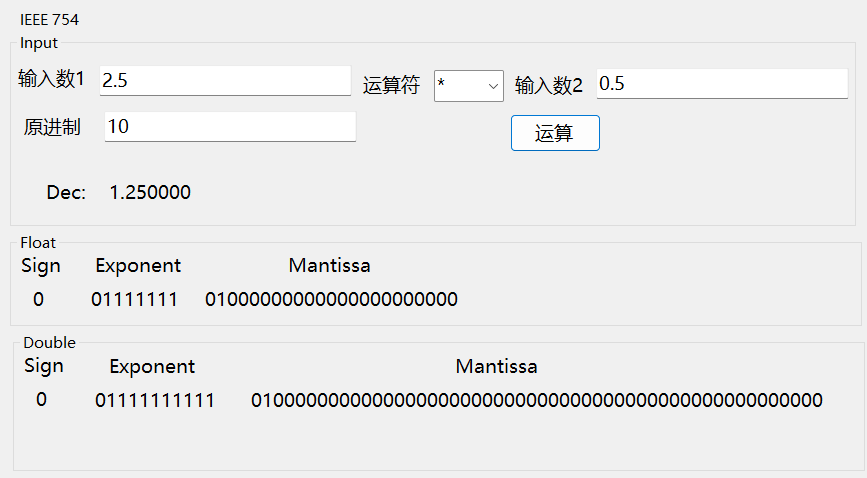 IEEE 754
Input
输入数1 2.5 运算符 * 输入数2 0.5
原进制 10 运算
Dec: 1.250000
Float
Sign Exponent Mantissa
0 01111111 01000000000000000000000
Double
Sign Exponent Mantissa
0 01111111111 0100000000000000000000000000000000000000000000000000